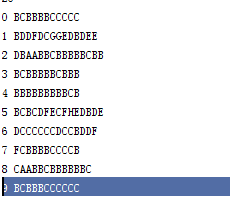 0 BCBBBBCCCCC
1 BDDFDCGGEDBDEE
2 DBAABBCBBBBBCBB
3 BCBBBBBCBBB
4 BBBBBBBBBCB
5 BCBCDFECFHEDBDE
6 DCCCCCCDCCBDDF
7 FCBBBBCCCCB
8 CAABBCBBBBBBC
9 BCBBBCCCCCC